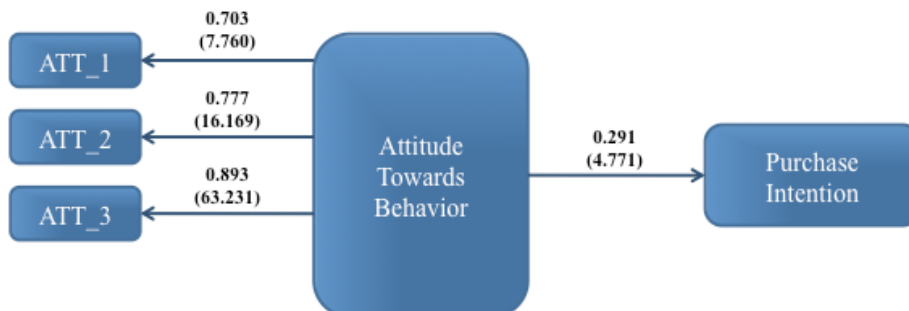 0.703
(7.760)
ATT_1
0.777
(16.169)
ATT_2
0.893
(63.231)
ATT_3
Attitude
Towards
Behavior
0.291
(4.771)
Purchase
Intention